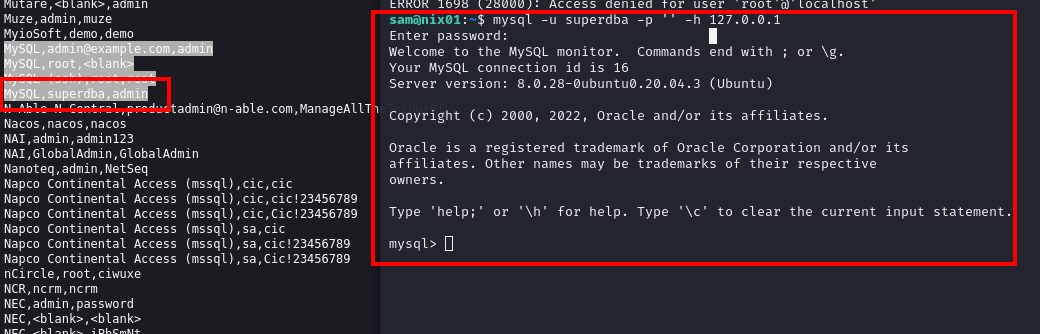 Mutare,<blank>,admin
Muze,admin,muze
MyioSoft,demo,demo
MySQL,admin@example.com,admin
MySQL,root,<blank>
MySQL (ssh),root,root
MySQL,superdba,admin
N-Able N-Central,productadmin@n-able.com,ManageAllThe
Nacos,nacos,nacos
NAI,admin,admin123
NAI,GlobalAdmin,GlobalAdmin
Nanoteq,admin,NetSeq
Napco Continental Access (mssql),cic,cic
Napco Continental Access (mssql),cic,cic!23456789
Napco Continental Access (mssql),cic,Cic!23456789
Napco Continental Access (mssql),sa,cic
Napco Continental Access (mssql),sa,cic!23456789
Napco Continental Access (mssql),sa,Cic!23456789
nCircle,root,ciwuxe
NCR,ncrm,ncrm
NEC,admin,password
NEC,<blank>,<blank>
NEC,<blank>,
ERROR 1698 (28000): Access denied for user 'root'@'localhost'
sam@nix01:~$ mysql -u superdba -p '' -h 127.0.0.1
Enter password:
Welcome to the MySQL monitor.  Commands end with ; or \g.
Your MySQL connection id is 16
Server version: 8.0.28-0ubuntu0.20.04.3 (Ubuntu)
Copyright (c) 2000, 2022, Oracle and/or its affiliates.
Oracle is a registered trademark of Oracle Corporation and/or its
affiliates. Other names may be trademarks of their respective
owners.
Type 'help;' or '\h' for help. Type '\c' to clear the current input statement.
mysql>